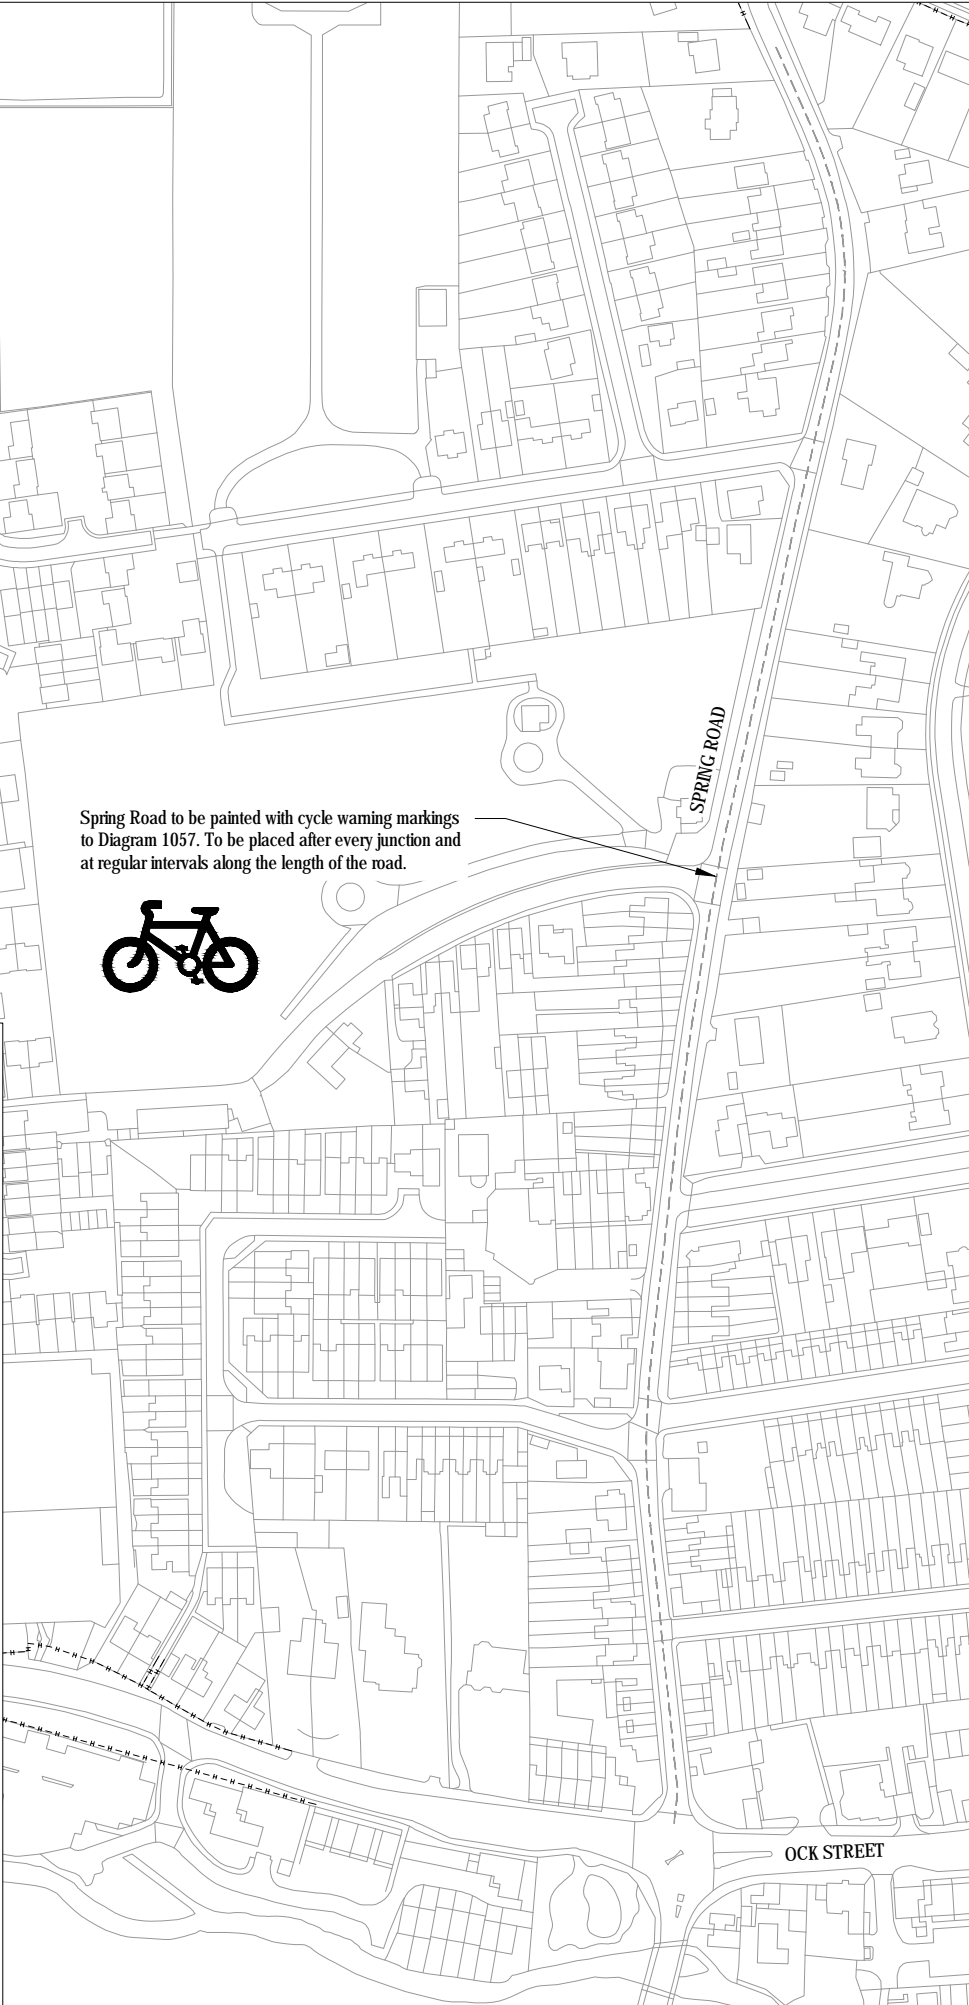 SPRING ROAD
Spring Road to be painted with cycle warning markings
to Diagram 1057. To be placed after every junction and
at regular intervals along the length of the road.
OCK STREET